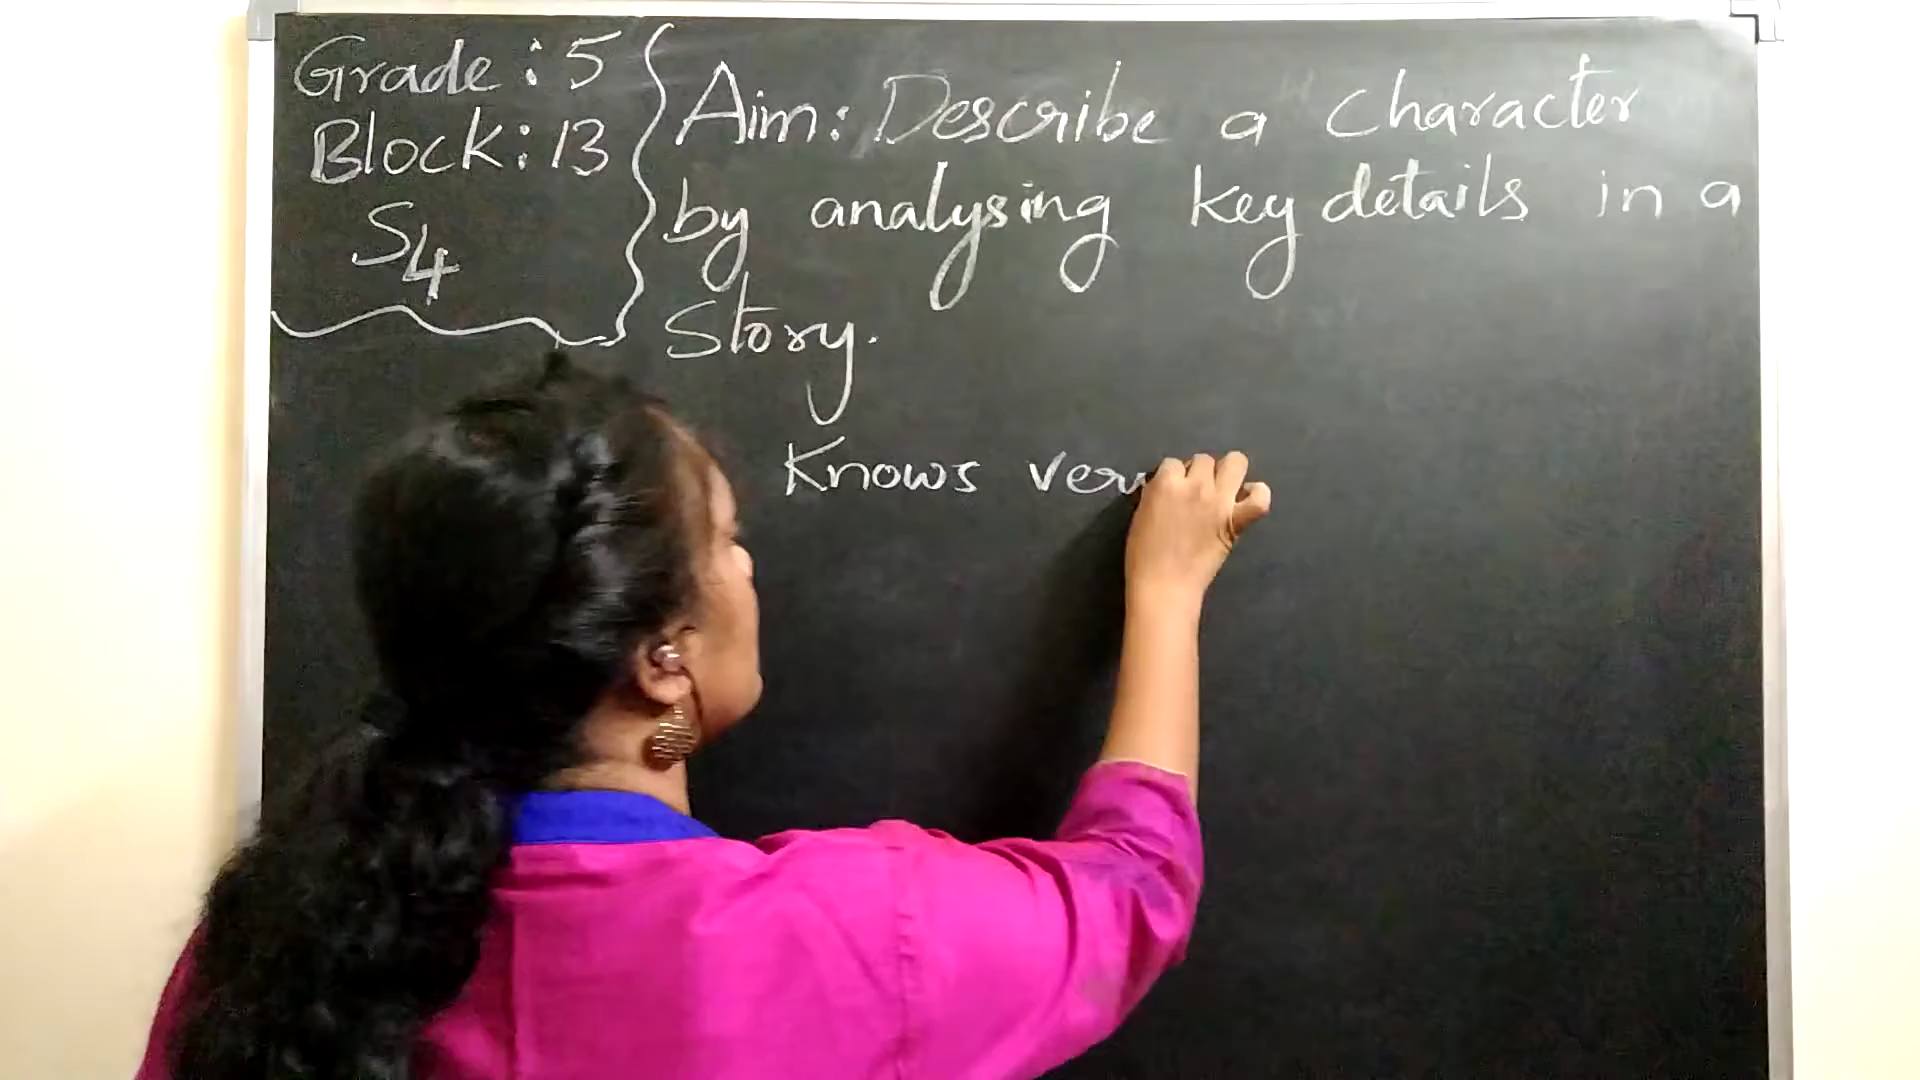 Grade: 5
Block: 13
S4
Aim: Describe a character
by analysing key details in a
Story.
Knows